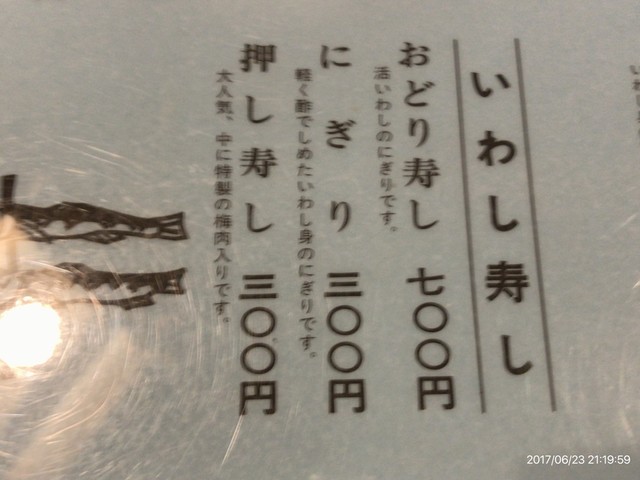 いわし寿し
おどり寿し 七〇〇円
活いわしのにぎりです。
にぎり 三〇〇円
軽く酢でしめたいわし身のにぎりです。
押し寿し 三〇〇円
大人気、中に特製の梅肉入りです。
2017/06/23 21:19:59